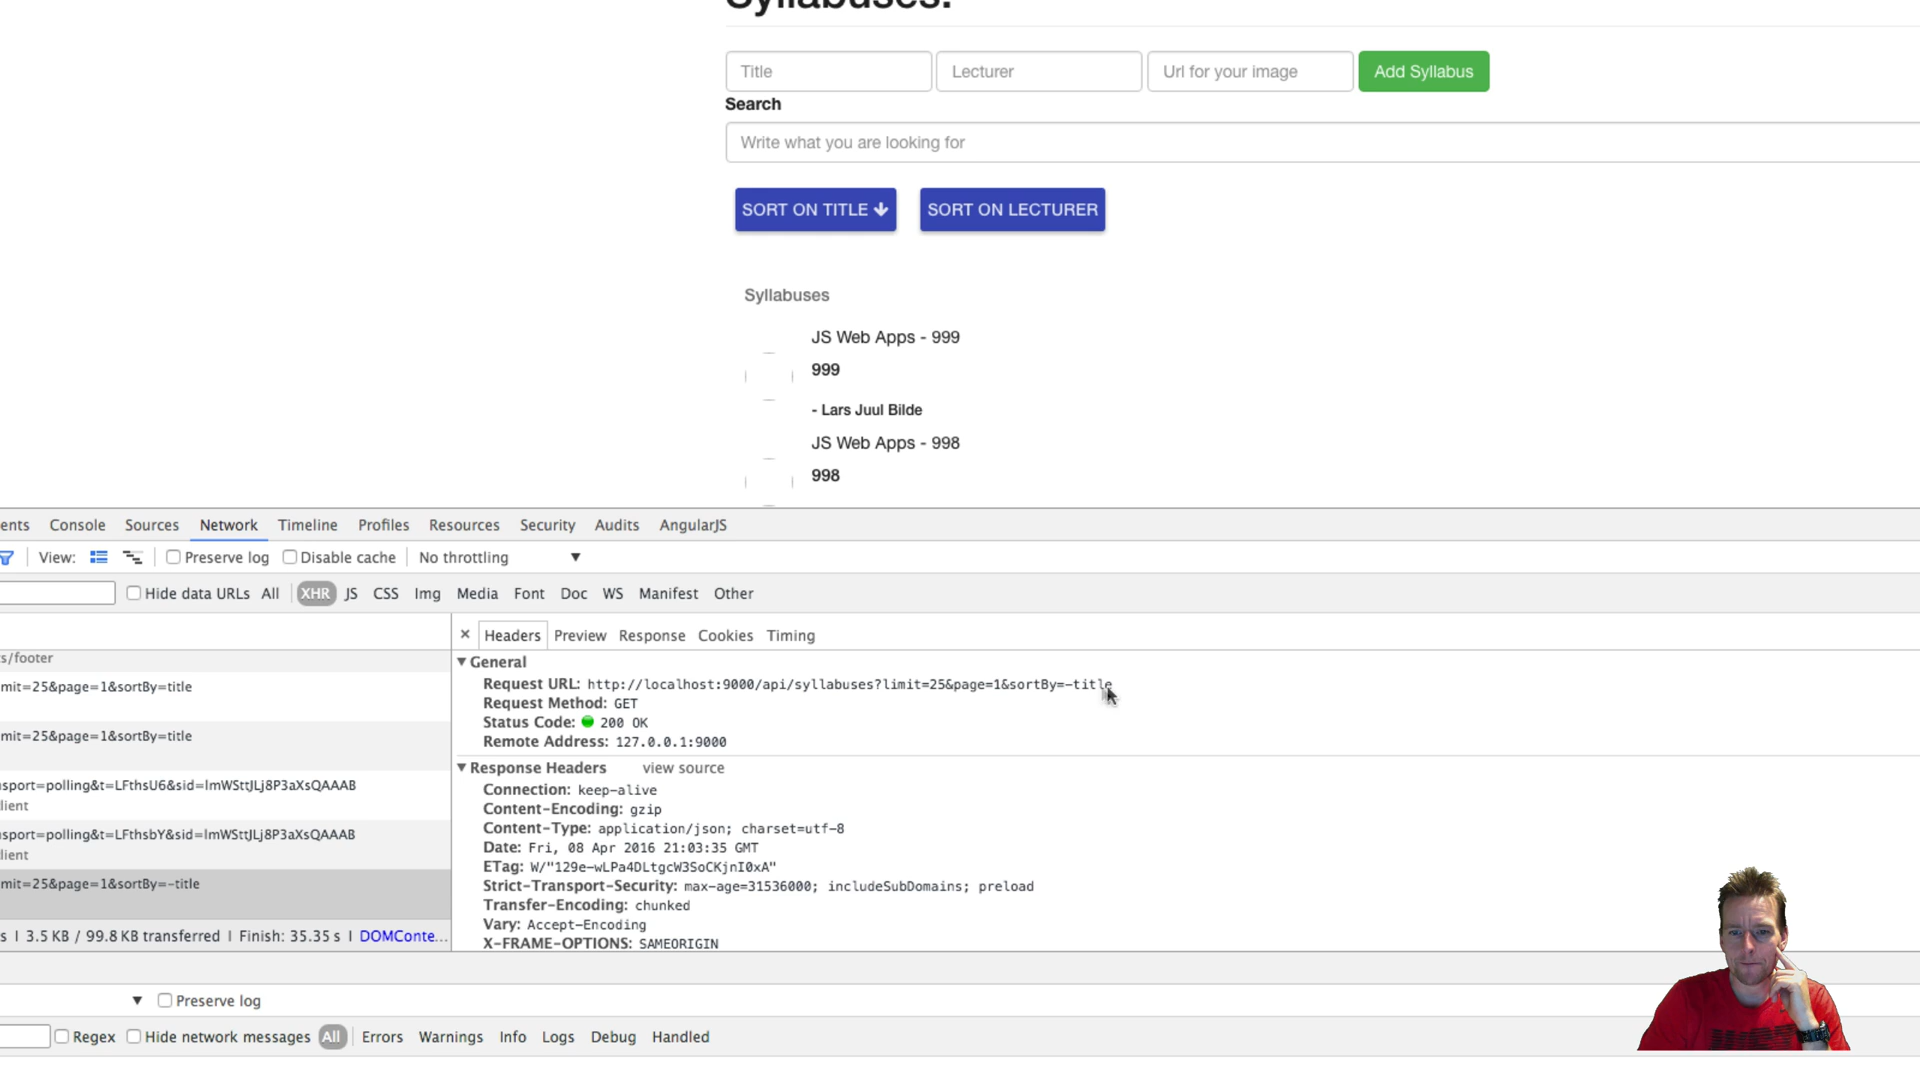 Syllabuses.
Title Lecturer Url for your image Add Syllabus
Search
Write what you are looking for
SORT ON TITLE SORT ON LECTURER
Syllabuses
JS Web Apps - 999
999
- Lars Juul Bilde
JS Web Apps - 998
998
ents Console Sources Network Timeline Profiles Resources Security Audits AngularJS
View: Preserve log Disable cache No throttling ▼
Hide data URLs All XHR JS CSS Img Media Font Doc WS Manifest Other
× Headers Preview Response Cookies Timing
s/footer
mit=25&page=1&sortBy=title
mit=25&page=1&sortBy=title
sport=polling&t=LFthsU6&sid=lmWSttJLj8P3aXsQAAAB
lient
sport=polling&t=LFthsbY&sid=lmWSttJLj8P3aXsQAAAB
lient
mit=25&page=1&sortBy=-title
s | 3.5 KB / 99.8 KB transferred | Finish: 35.35 s | DOMConte...
▼ General
Request URL: http://localhost:9000/api/syllabuses?limit=25&page=1&sortBy=-title
Request Method: GET
Status Code: 200 OK
Remote Address: 127.0.0.1:9000
▼ Response Headers view source
Connection: keep-alive
Content-Encoding: gzip
Content-Type: application/json; charset=utf-8
Date: Fri, 08 Apr 2016 21:03:35 GMT
ETag: W/"129e-wLPa4DLtgcW3SoCKjnI0xA"
Strict-Transport-Security: max-age=31536000; includeSubDomains; preload
Transfer-Encoding: chunked
Vary: Accept-Encoding
X-FRAME-OPTIONS: SAMEORIGIN
▼ Preserve log
Regex Hide network messages All Errors Warnings Info Logs Debug Handled